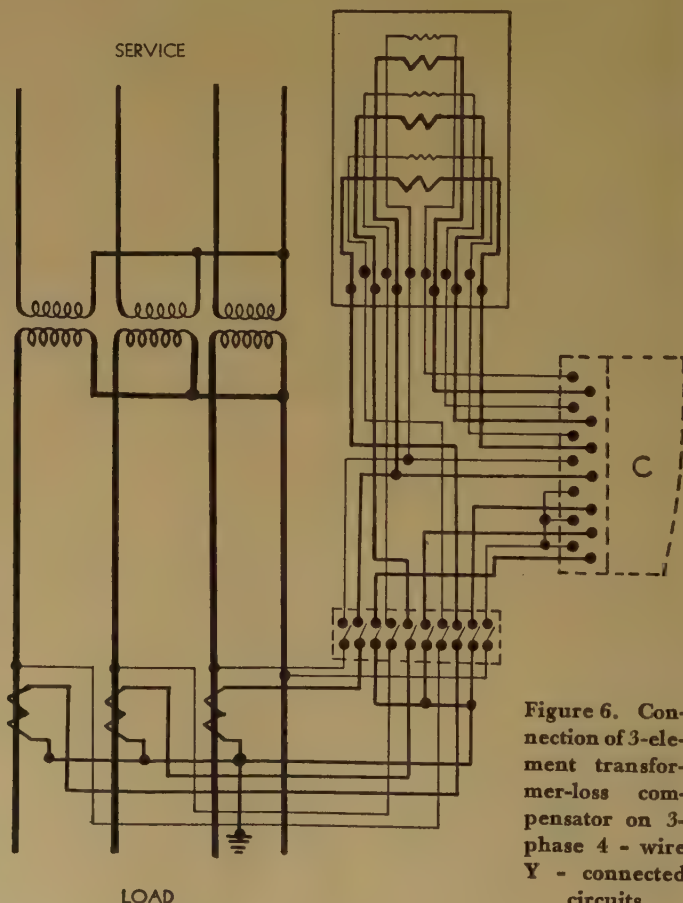 SERVICE
C
Figure 6. Con-
nection of 3-ele-
ment transfor-
mer-loss com-
pensator on 3-
phase 4 - wire
Y - connected
circuits
LOAD